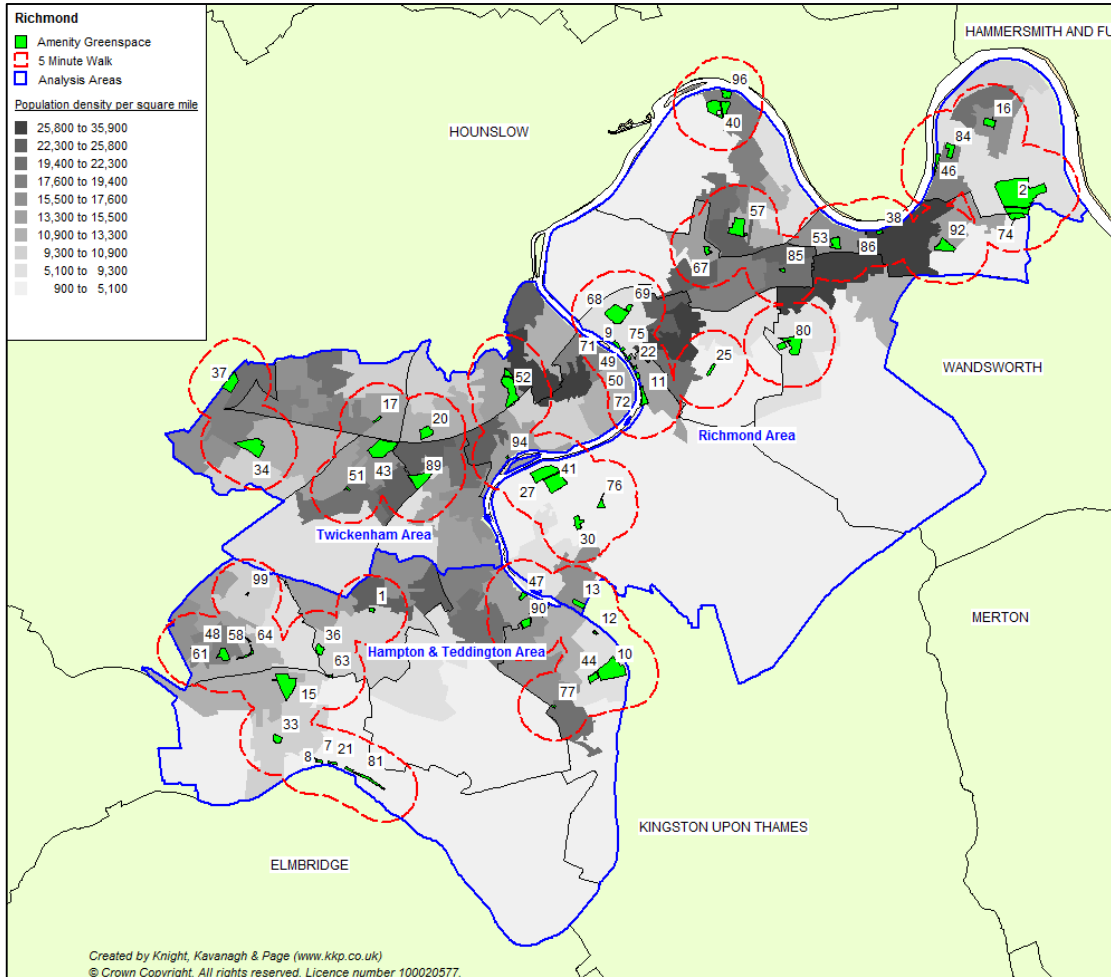 Richmond
Amenity Greenspace
5 Minute Walk
Analysis Areas
Population density per square mile
25,800 to 35,900
22,300 to 25,800
19,400 to 22,300
17,600 to 19,400
15,500 to 17,600
13,300 to 15,500
10,900 to 13,300
9,300 to 10,900
5,100 to 9,300
900 to 5,100
HAMMERSMITH AND FU
HOUNSLOW
96
40
16
84
46
2
57
38
53
86
92
74
67
85
68
69
9
75
71
22
80
49
25
50
11
72
WANDSWORTH
37
52
17
20
Richmond Area
94
34
43
89
41
51
27
76
30
Twickenham Area
99
1
47
13
90
12
MERTON
48
58
64
36
61
63
Hampton & Teddington Area
44
10
15
77
33
7
21
8
81
KINGSTON UPON THAMES
ELMBRIDGE
Created by Knight, Kavanagh & Page (www.kkp.co.uk)
© Crown Copyright. All rights reserved. Licence number 100020577.